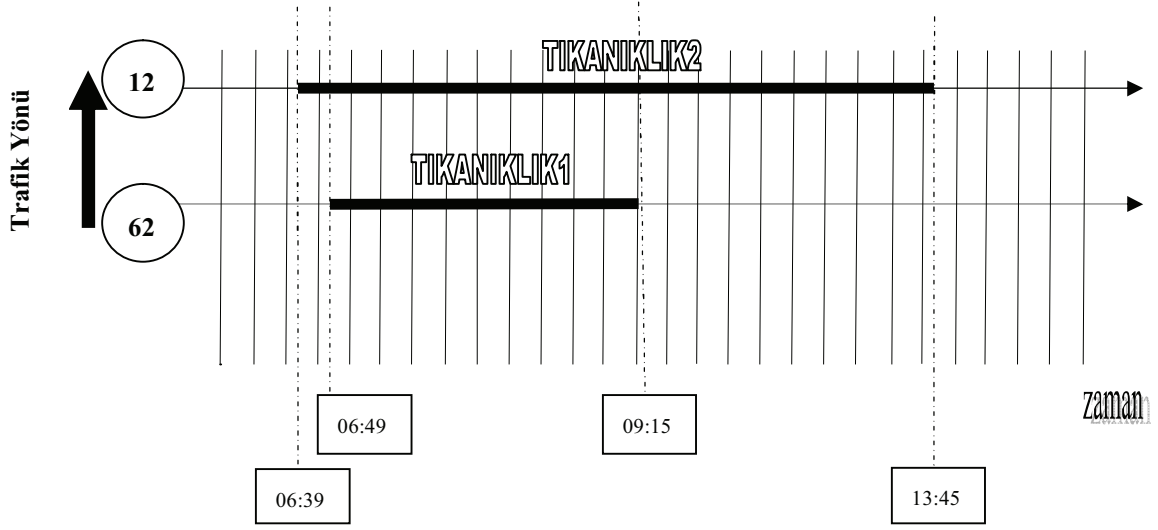 TIKANIKLIK2
12
Trafik Yönü
TIKANIKLIK1
62
06:49
09:15
zaman
06:39
13:45